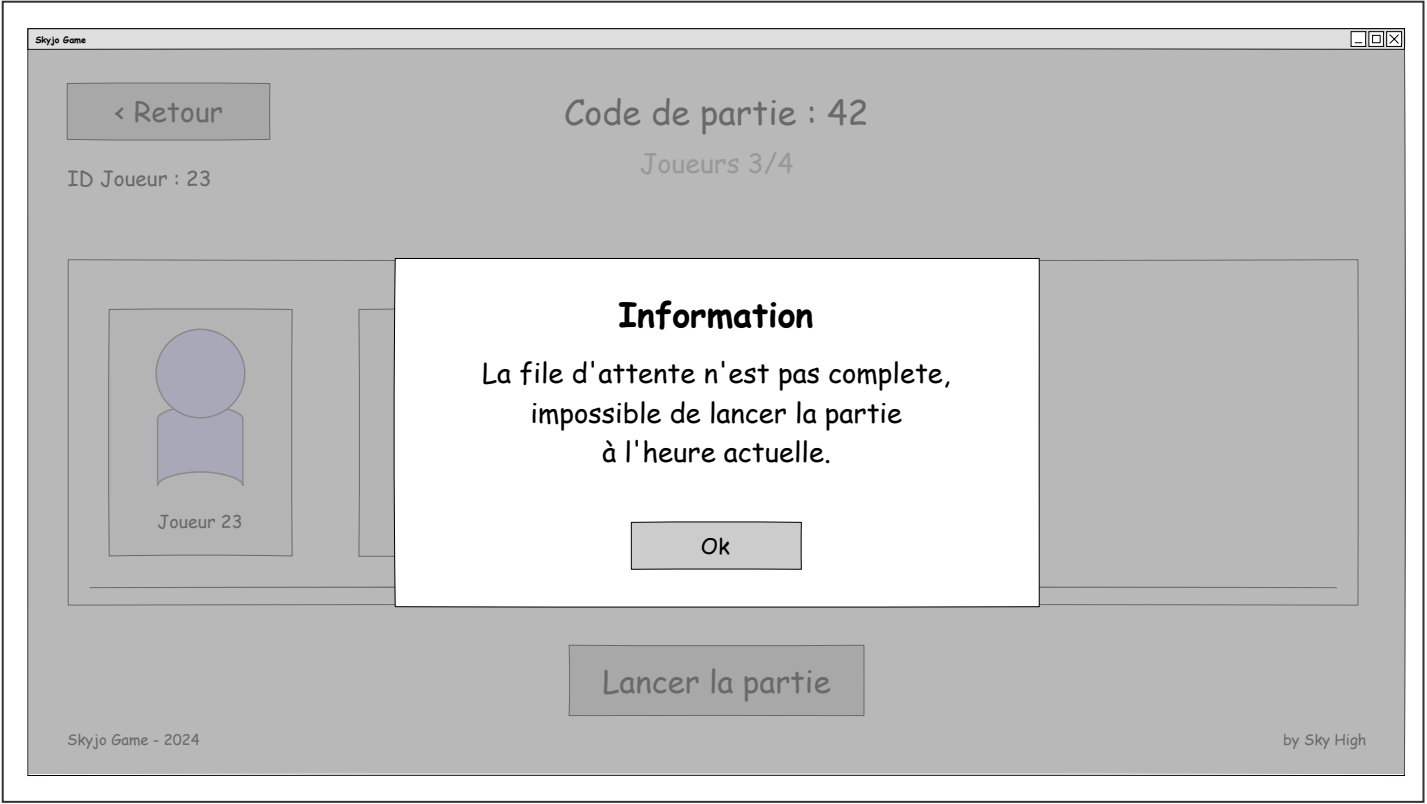 Skyjo Game
< Retour
Code de partie : 42
Joueurs 3/4
ID Joueur : 23
Information
La file d'attente n'est pas complete,
impossible de lancer la partie
à l'heure actuelle.
Joueur 23
Ok
Lancer la partie
Skyjo Game - 2024
by Sky High